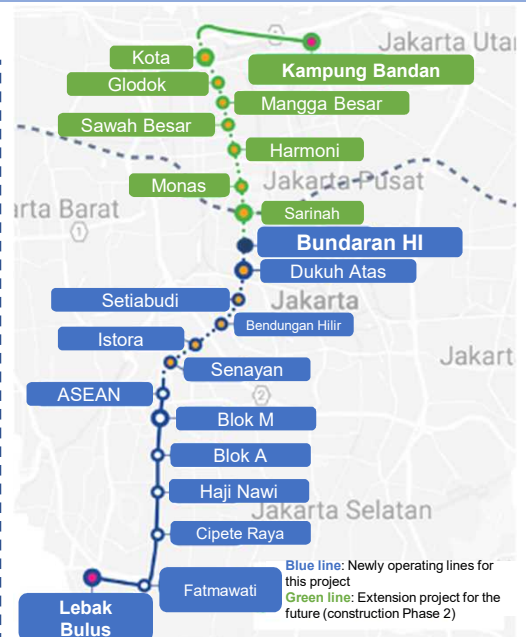 Jakarta Utar
Kota
Kampung Bandan
Glodok
Mangga Besar
Sawah Besar
Harmoni
Monas
Jakarta Pusat
arta Barat
Sarinah
1
Bundaran HI
Dukuh Atas
Setiabudi
Jakarta
Bendungan Hilir
Istora
Jakart
Senayan
ASEAN
2
Blok M
Blok A
Haji Nawi
Jakarta Selatan
Cipete Raya
Fatmawati
Lebak
Bulus
Blue line: Newly operating lines for
this project
Green line: Extension project for the
future (construction Phase 2)